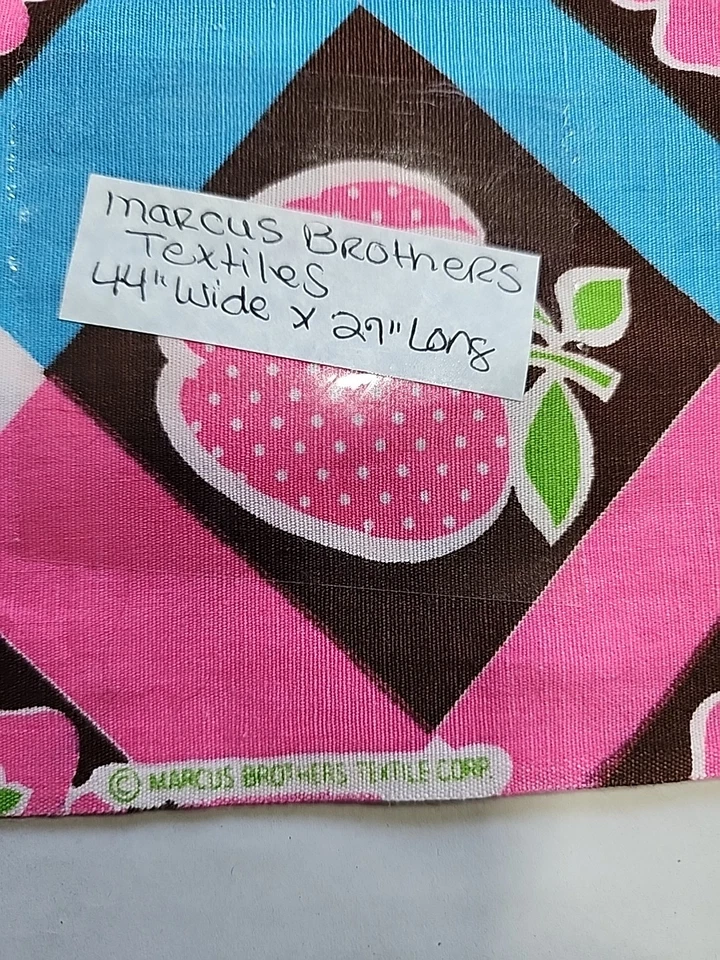 Marcus Brothers
Textiles
44" Wide x 27" Long
© MARCUS BROTHERS TEXTILE CORP.